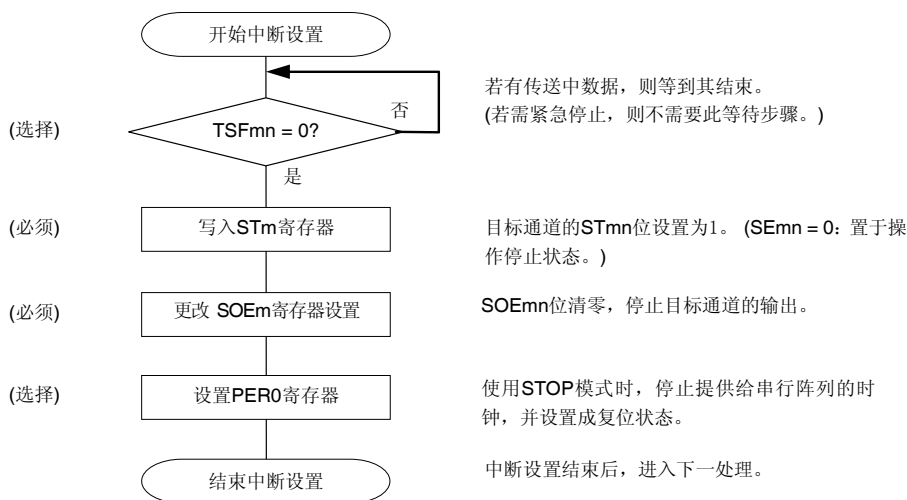 开始中断设置
若有传送中数据，则等到其结束。
(若需紧急停止，则不需要此等待步骤。)
否
(选择)
TSFmn = 0?
是
(必须)
写入STm寄存器
目标通道的STmn位设置为1。 (SEmn = 0: 置于操
作停止状态。)
(必须)
更改 SOEm寄存器设置
SOEmn位清零，停止目标通道的输出。
(选择)
设置PER0寄存器
使用STOP模式时，停止提供给串行阵列的时
钟，并设置成复位状态。
结束中断设置
中断设置结束后，进入下一处理。